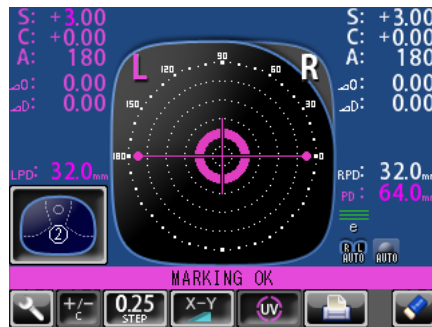 S: +3.00
C: +0.00
A: 180
⊿O: 0.00
⊿D: 0.00
LPD: 32.0mm
L
R
90
120
60
150
30
180
0
S: +3.00
C: +0.00
A: 180
⊿O: 0.00
⊿D: 0.00
RPD: 32.0mm
PD: 64.0mm
e
R L
AUTO
AUTO
②
MARKING OK
+/-
C
0.25
STEP
X-Y
UV